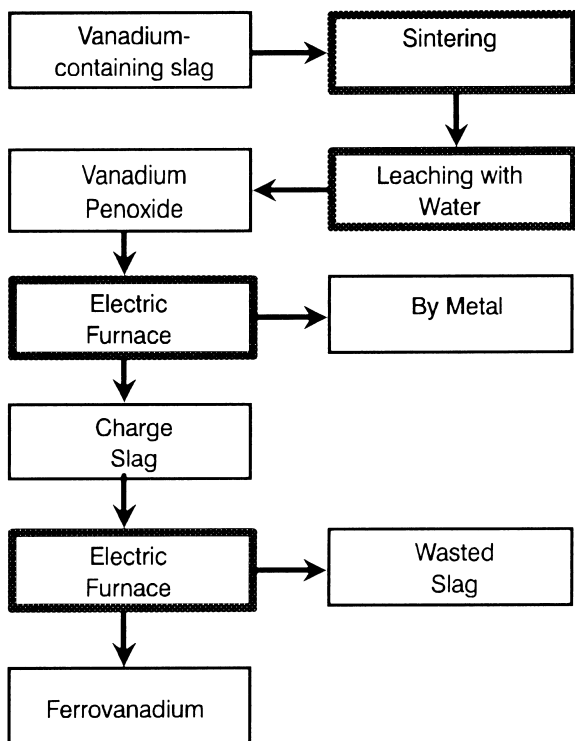 Vanadium-
containing slag
Sintering
Leaching with
Water
Vanadium
Penoxide
Electric
Furnace
By Metal
Charge
Slag
Electric
Furnace
Wasted
Slag
Ferrovanadium